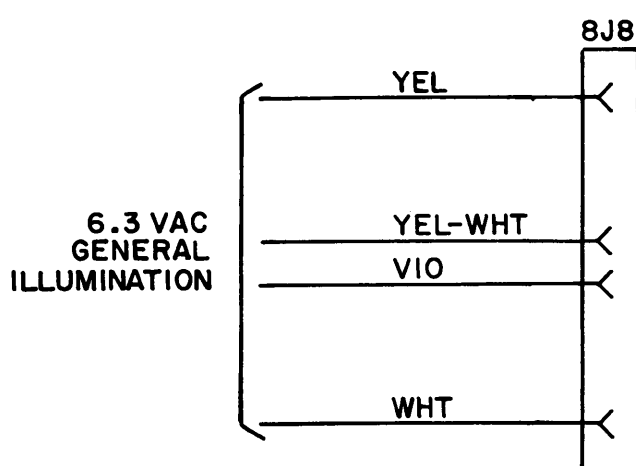 8J8
YEL
6.3 VAC
GENERAL
ILLUMINATION
YEL-WHT
VIO
WHT